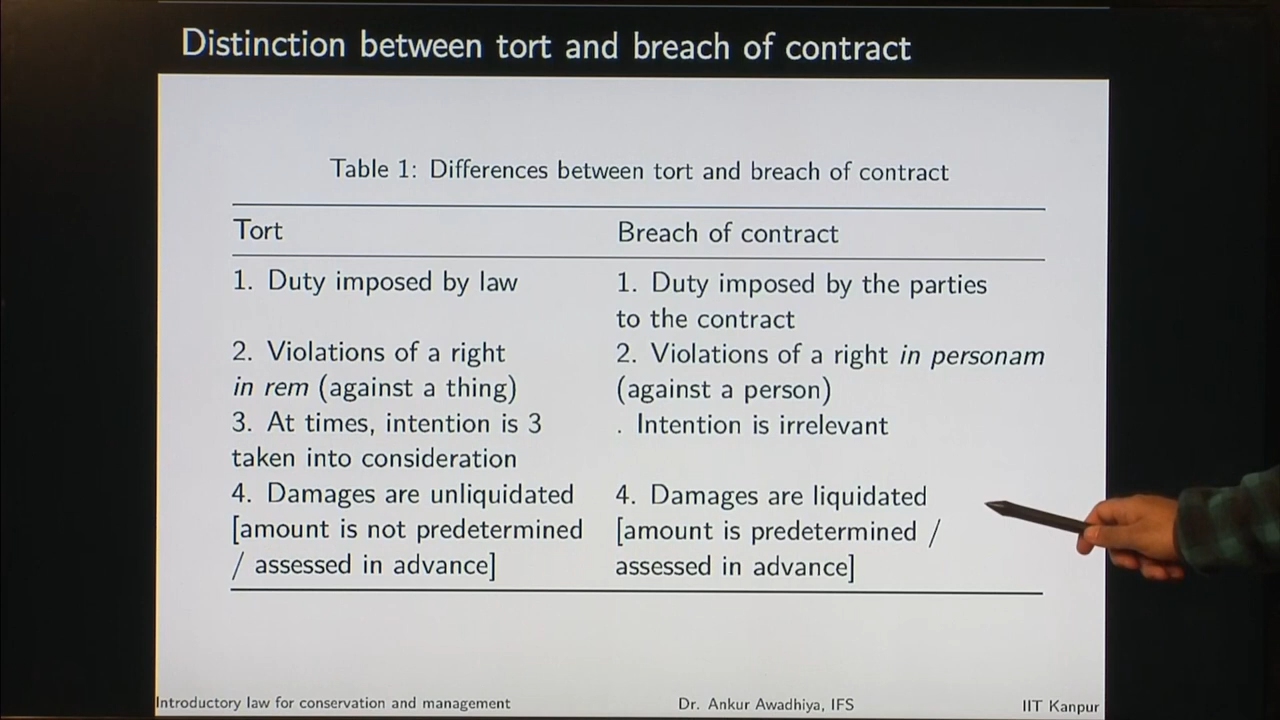 Distinction between tort and breach of contract
Table 1: Differences between tort and breach of contract
Tort Breach of contract
1. Duty imposed by law 1. Duty imposed by the parties
to the contract
2. Violations of a right 2. Violations of a right in personam
in rem (against a thing) (against a person)
3. At times, intention is 3 . Intention is irrelevant
taken into consideration
4. Damages are unliquidated 4. Damages are liquidated
[amount is not predetermined [amount is predetermined /
/ assessed in advance] assessed in advance]
Introductory law for conservation and management Dr. Ankur Awadhiya, IFS IIT Kanpur